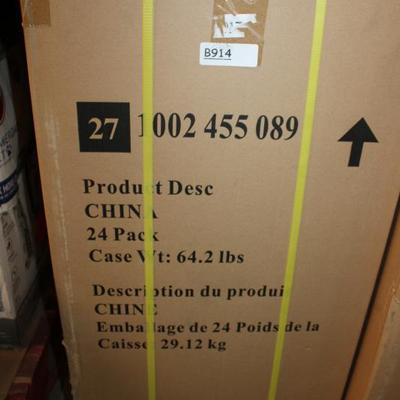 B914
27 1002 455 089
Product Desc
CHINA
24 Pack
Case Wt: 64.2 lbs
Description du produit
CHINE
Emballage de 24 Poids de la
Caisse: 29.12 kg